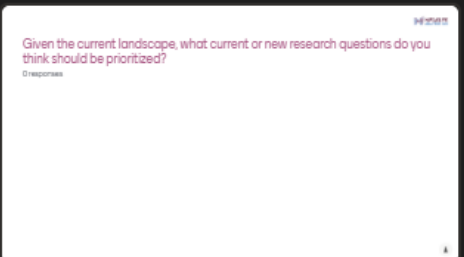 Given the current landscape, what current or new research questions do you
think should be prioritized?
0 responses